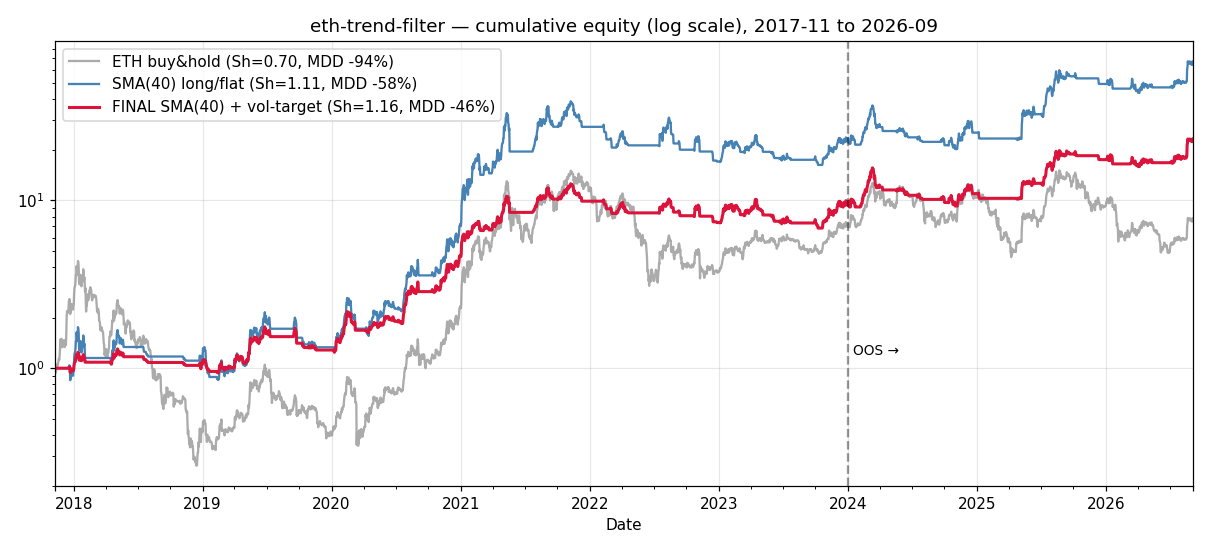 eth-trend-filter — cumulative equity (log scale), 2017-11 to 2026-09
ETH buy&hold (Sh=0.70, MDD -94%)
SMA(40) long/flat (Sh=1.11, MDD -58%)
FINAL SMA(40) + vol-target (Sh=1.16, MDD -46%)
10¹
10⁰
OOS →
2018 2019 2020 2021 2022 2023 2024 2025 2026
Date